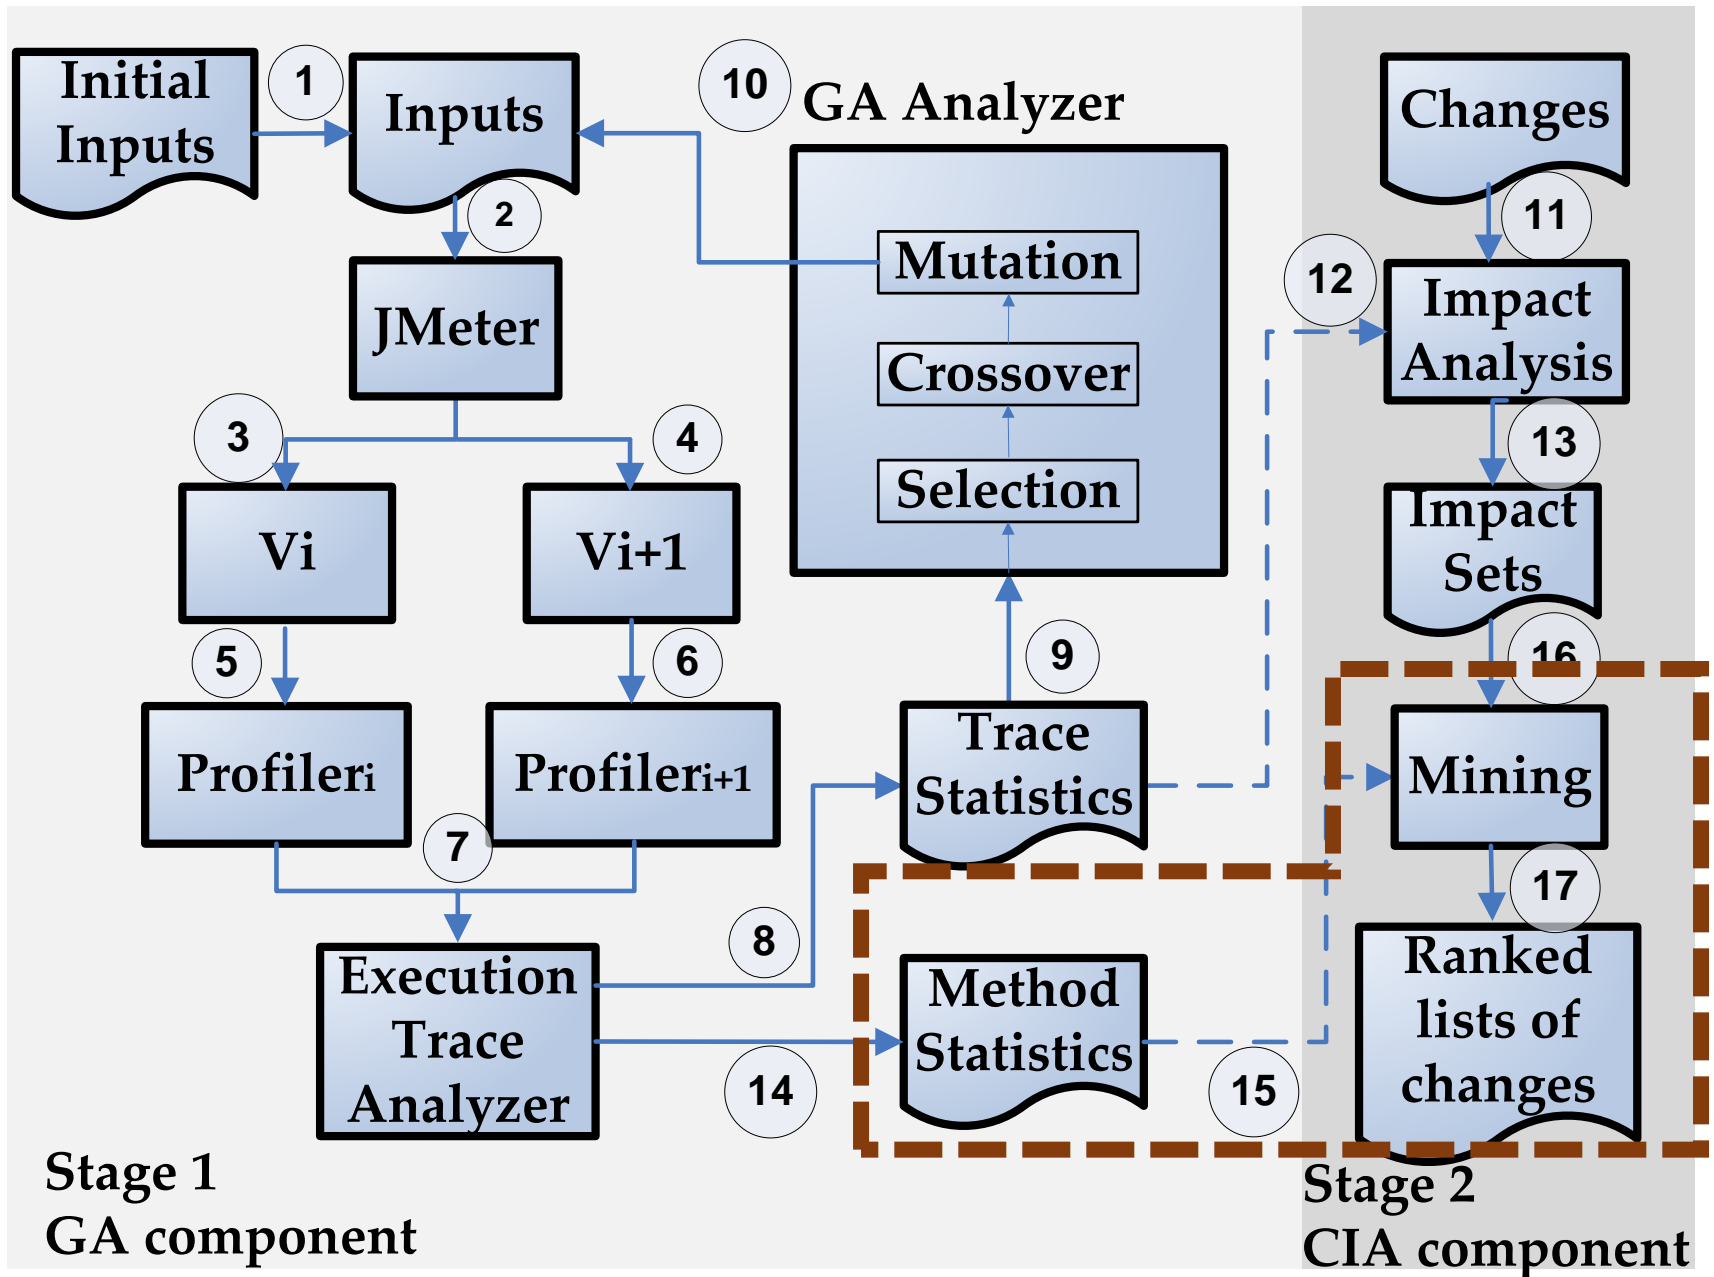 Initial
Inputs
1
Inputs
10
GA Analyzer
Changes
2
11
Mutation
12
JMeter
Impact
Analysis
Crossover
3
4
13
Selection
Impact
Sets
Vi
Vi+1
5
6
9
16
Profileri
Profileri+1
Trace
Statistics
Mining
7
17
8
Execution
Trace
Analyzer
Method
Statistics
Ranked
lists of
changes
14
15
Stage 1
GA component
Stage 2
CIA component